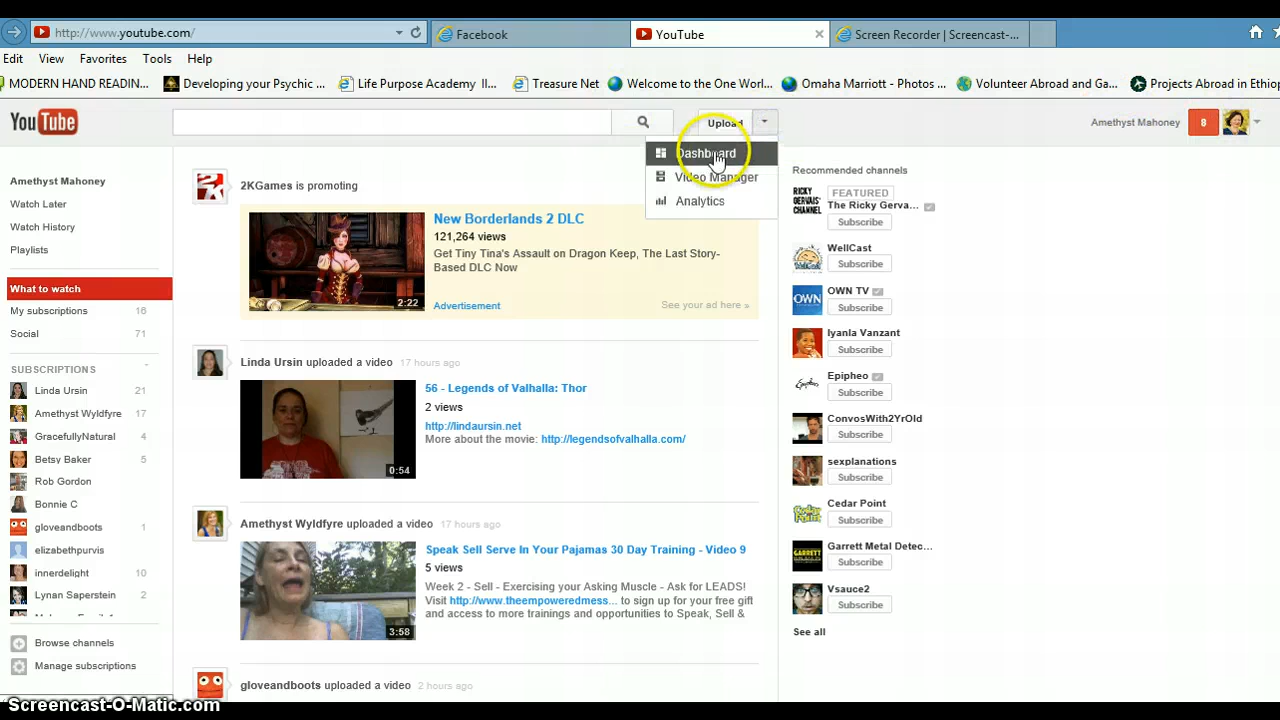 http://www.youtube.com/
Facebook
YouTube
Screen Recorder | Screencast-...
Edit View Favorites Tools Help
MODERN HAND READIN...
Developing your Psychic ...
Life Purpose Academy Il...
Treasure Net
Welcome to the One World...
Omaha Marriott - Photos ...
Volunteer Abroad and Ga...
Projects Abroad in Ethiop
YouTube
Upload
Amethyst Mahoney
8
Dashboard
Video Manager
Analytics
Amethyst Mahoney
Watch Later
Watch History
Playlists
What to watch
My subscriptions 16
Social 71
SUBSCRIPTIONS
Linda Ursin 21
Amethyst Wyldfyre 17
GracefullyNatural 4
Betsy Baker 5
Rob Gordon
Bonnie C
gloveandboots 1
elizabethpurvis
innerdelight 10
Lynan Saperstein 2
Browse channels
Manage subscriptions
2KGames is promoting
New Borderlands 2 DLC
121,264 views
Get Tiny Tina's Assault on Dragon Keep, The Last Story-
Based DLC Now
2:22
Advertisement
See your ad here »
Linda Ursin uploaded a video 17 hours ago
56 - Legends of Valhalla: Thor
2 views
http://lindaursin.net
More about the movie: http://legendsofvalhalla.com/
0:54
Amethyst Wyldfyre uploaded a video 17 hours ago
Speak Sell Serve In Your Pajamas 30 Day Training - Video 9
5 views
Week 2 - Sell - Exercising your Asking Muscle - Ask for LEADS!
Visit http://www.theempoweredmess... to sign up for your free gift
and access to more trainings and opportunities to Speak, Sell &
3:58
gloveandboots uploaded a video 2 hours ago
Recommended channels
RICKY GERVAIS' CHANNEL
FEATURED
The Ricky Gerva...
Subscribe
WellCast
Subscribe
OWN
OWN TV
Subscribe
Iyanla Vanzant
Subscribe
Epipheo
Subscribe
ConvosWith2YrOld
Subscribe
sexplanations
Subscribe
Cedar Point
Subscribe
GARRETT
Garrett Metal Detec...
Subscribe
Vsauce2
Subscribe
See all
Screencast-O-Matic.com